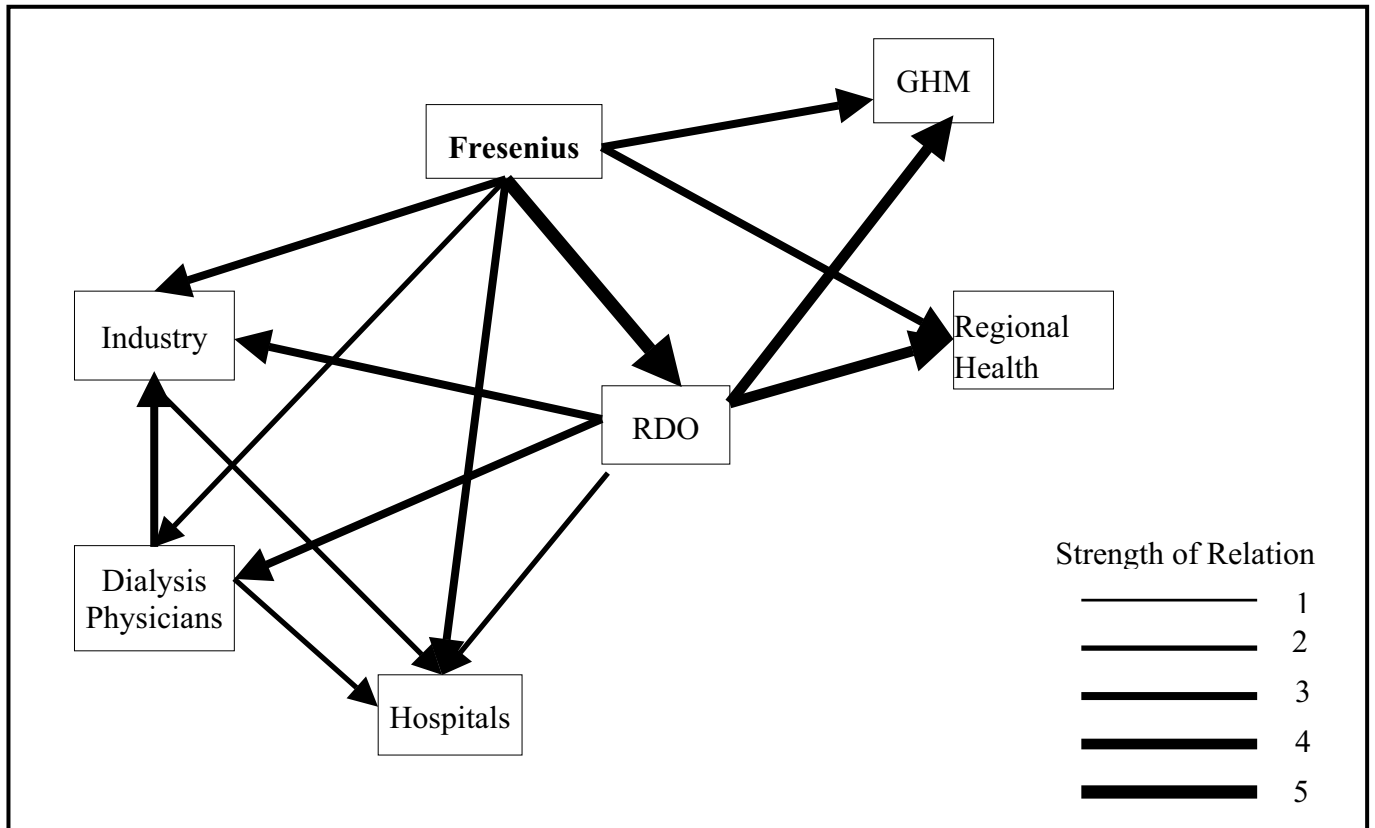 GHM
Fresenius
Industry
Regional
Health
RDO
Dialysis
Physicians
Hospitals
Strength of Relation
1
2
3
4
5